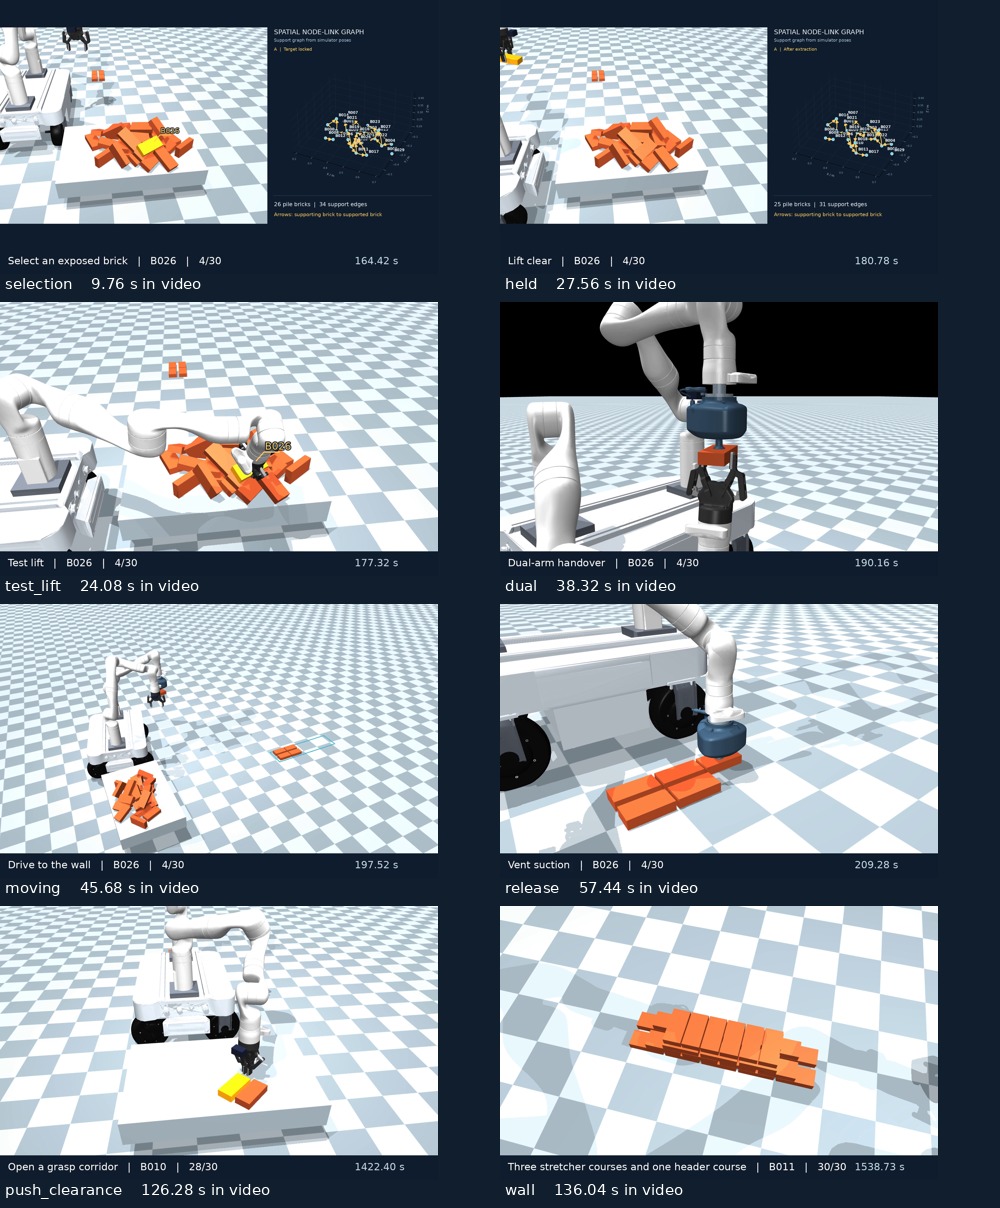 SPATIAL NODE-LINK GRAPH
Support graph from simulator poses
A | Target locked
B026
26 pile bricks | 34 support edges
Arrows: supporting brick to supported brick
Select an exposed brick | B026 | 4/30 164.42 s
selection 9.76 s in video
SPATIAL NODE-LINK GRAPH
Support graph from simulator poses
A | After extraction
25 pile bricks | 31 support edges
Arrows: supporting brick to supported brick
Lift clear | B026 | 4/30 180.78 s
held 27.56 s in video
B026
Test lift | B026 | 4/30 177.32 s
test_lift 24.08 s in video
Dual-arm handover | B026 | 4/30 190.16 s
dual 38.32 s in video
Drive to the wall | B026 | 4/30 197.52 s
moving 45.68 s in video
Vent suction | B026 | 4/30 209.28 s
release 57.44 s in video
Open a grasp corridor | B010 | 28/30 1422.40 s
push_clearance 126.28 s in video
Three stretcher courses and one header course | B011 | 30/30 1538.73 s
wall 136.04 s in video